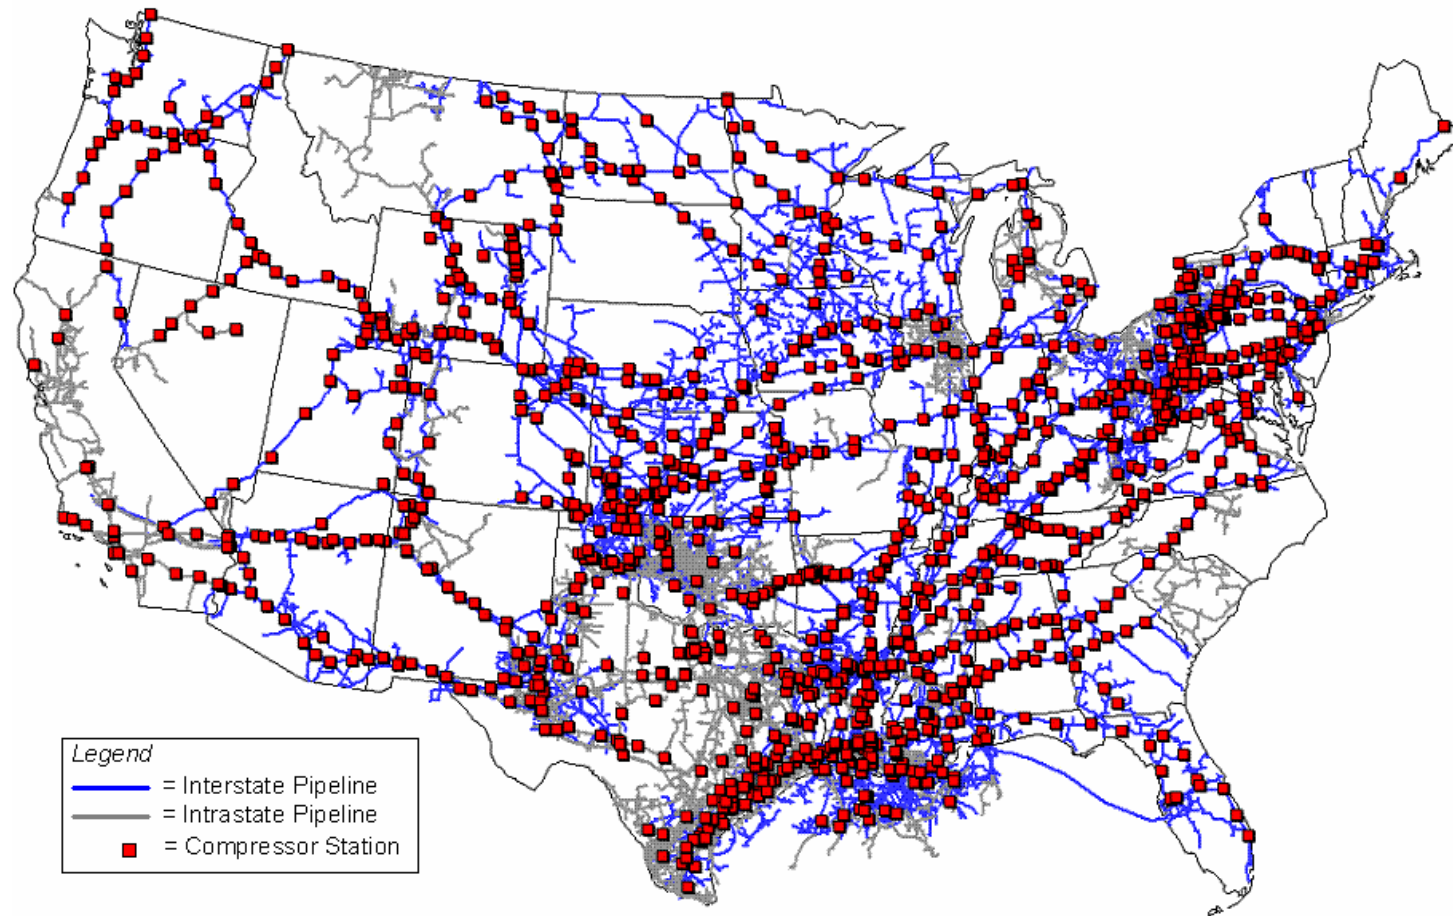 Legend
= Interstate Pipeline
= Intrastate Pipeline
= Compressor Station